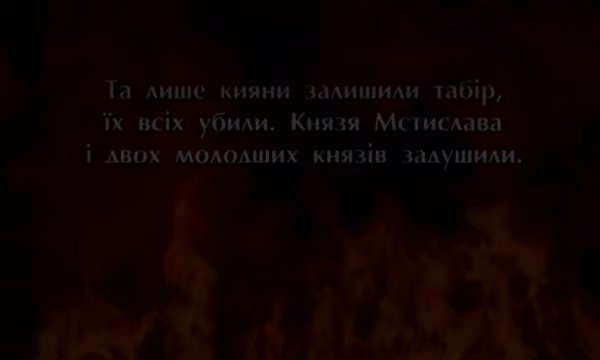 Та лише кияни залишили табір,
їх всіх убили. Князя Мстислава
і двох молодших князів задушили.